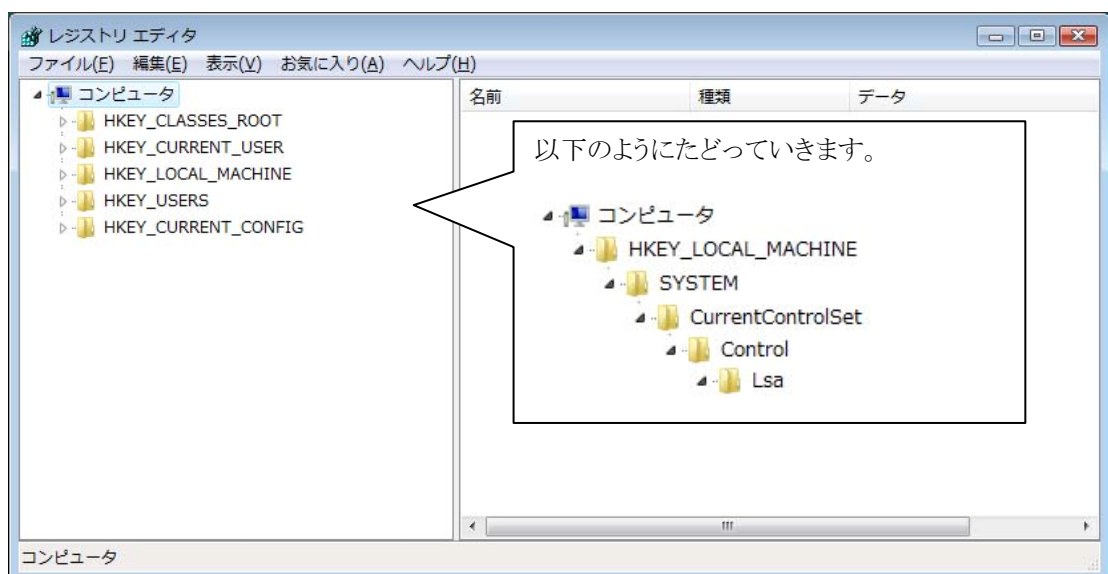 レジストリ エディタ
ファイル(F) 編集(E) 表示(V) お気に入り(A) ヘルプ(H)
コンピュータ
HKEY_CLASSES_ROOT
HKEY_CURRENT_USER
HKEY_LOCAL_MACHINE
HKEY_USERS
HKEY_CURRENT_CONFIG
名前 種類 データ
以下のようにたどっていきます。
コンピュータ
HKEY_LOCAL_MACHINE
SYSTEM
CurrentControlSet
Control
Lsa
コンピュータ